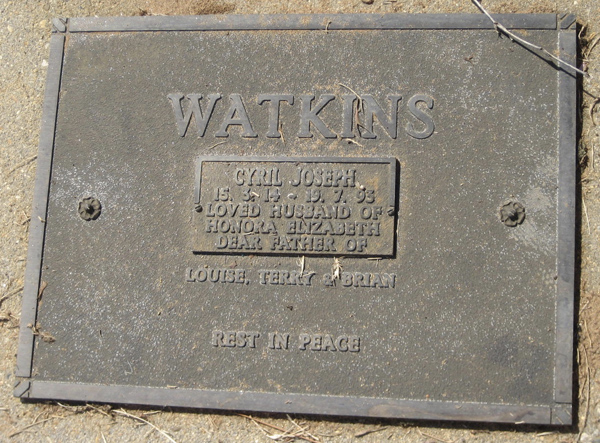 WATKINS
CYRIL JOSEPH
15. 3. 14 - 19. 7. 93
LOVED HUSBAND OF
HONORA ELIZABETH
DEAR FATHER OF
LOUISE, TERRY & BRIAN
REST IN PEACE